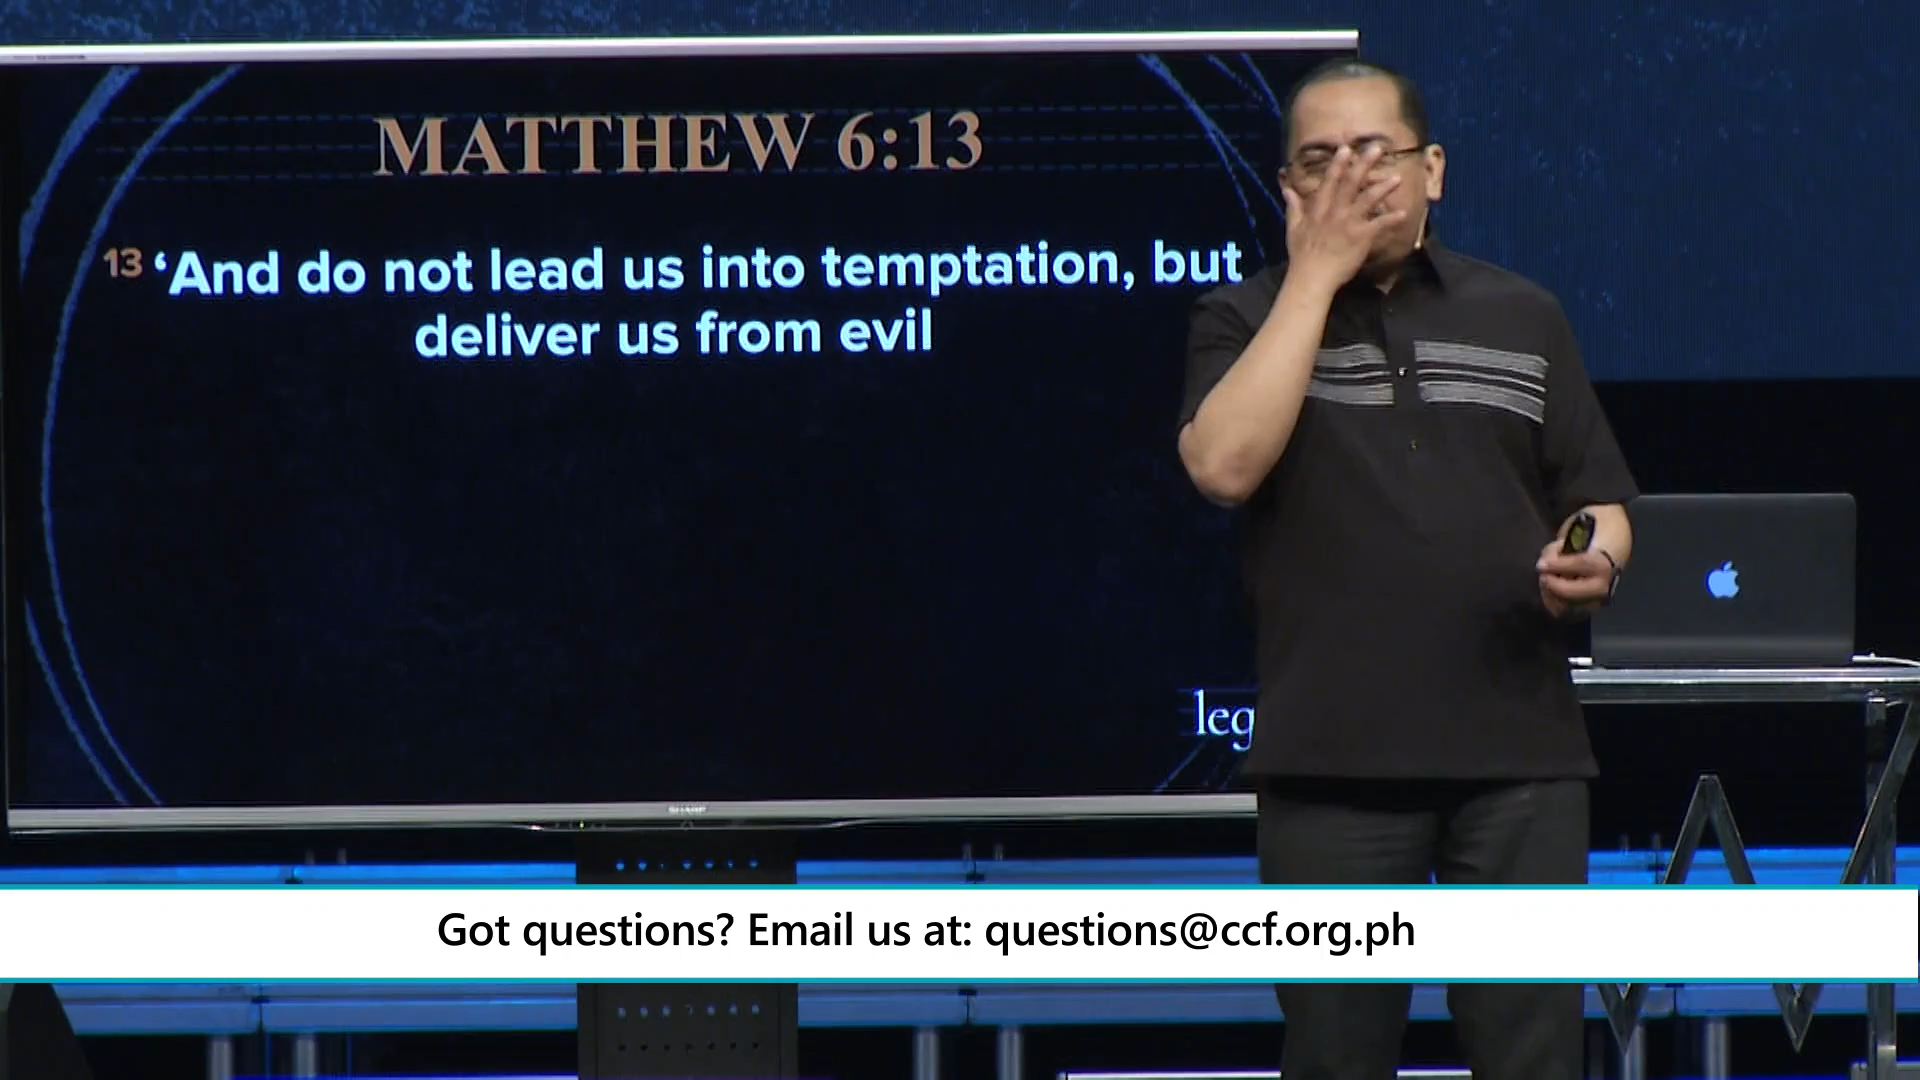 MATTHEW 6:13
13 ‘And do not lead us into temptation, but
deliver us from evil
leg
SHARP
Got questions? Email us at: questions@ccf.org.ph